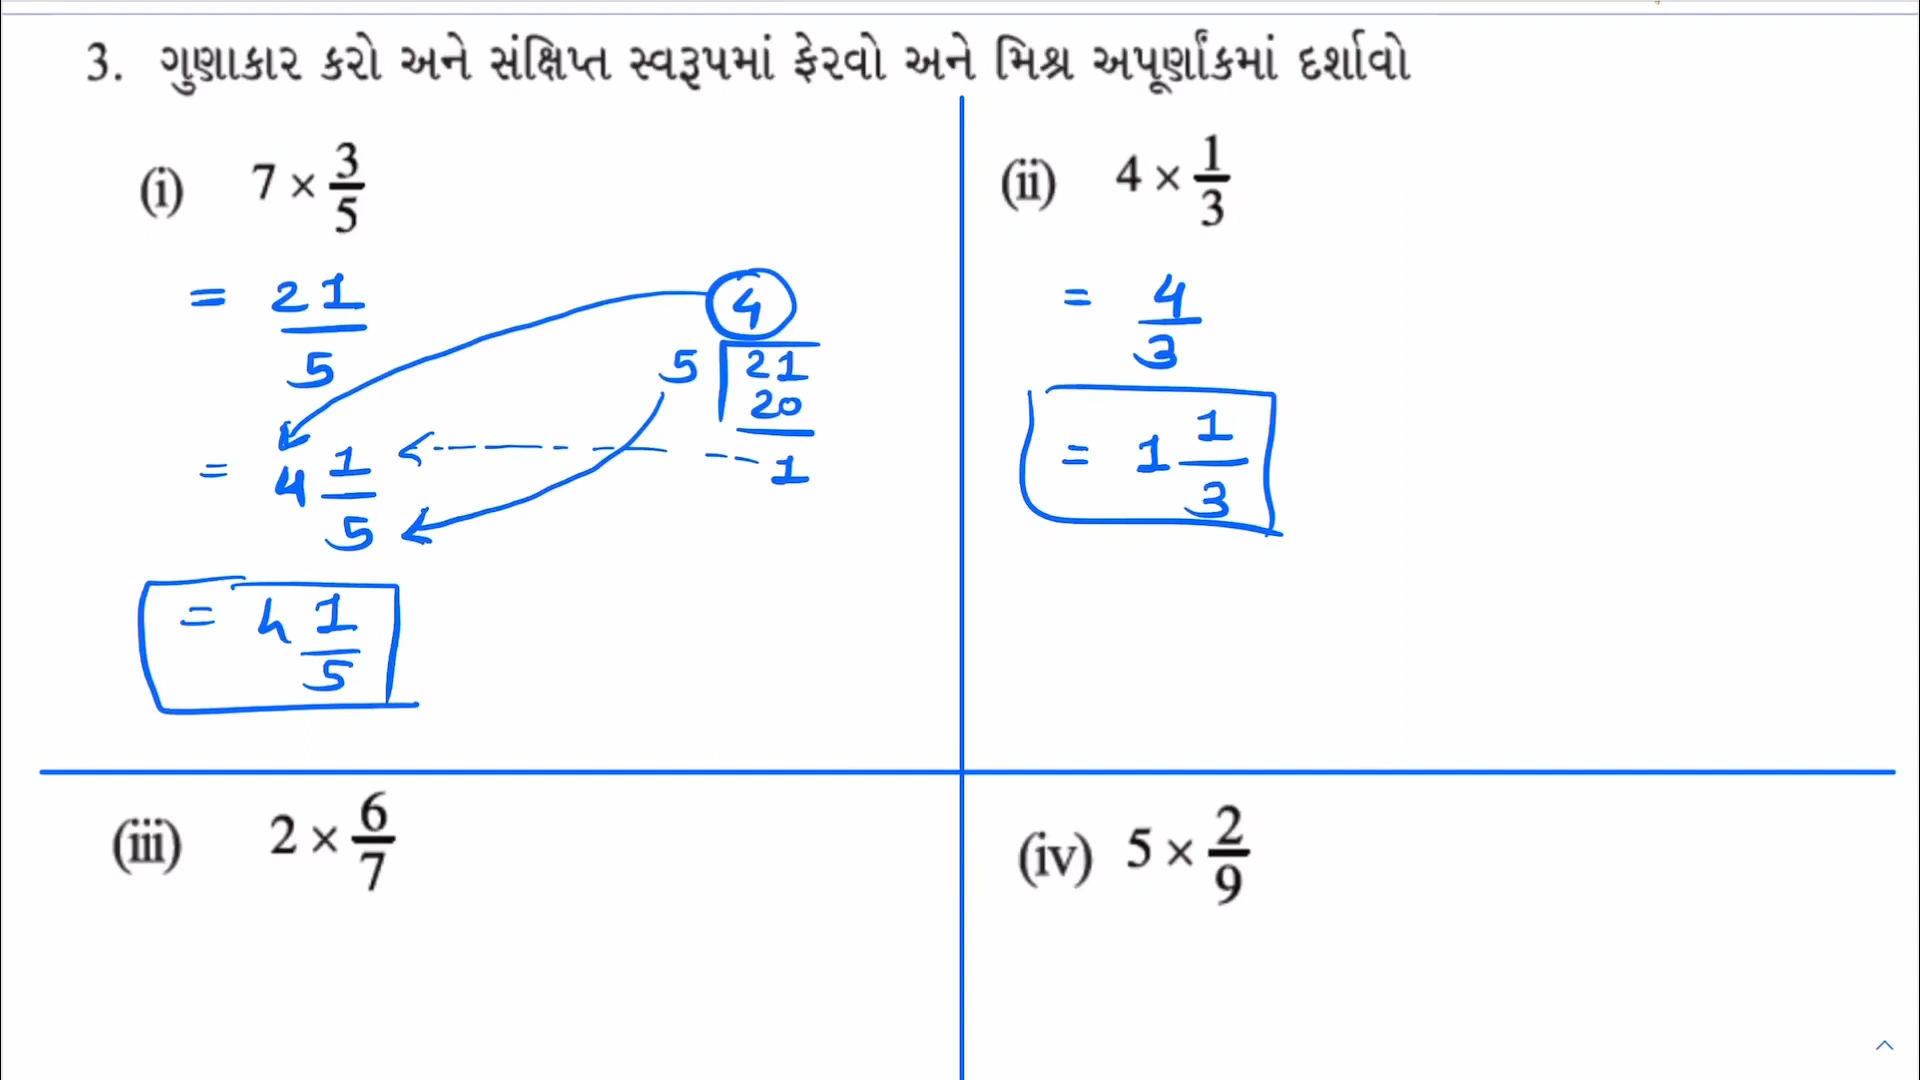 3. ગુણાકાર કરો અને સંક્ષિપ્ત સ્વરૂપમાં ફેરવો અને મિશ્ર અપૂર્ણાંકમાં દર્શાવો
(i) 7 × 3/5
= 21/5
4
5 21
20
1
= 4 1/5
= 4 1/5
(ii) 4 × 1/3
= 4/3
= 1 1/3
(iii) 2 × 6/7
(iv) 5 × 2/9